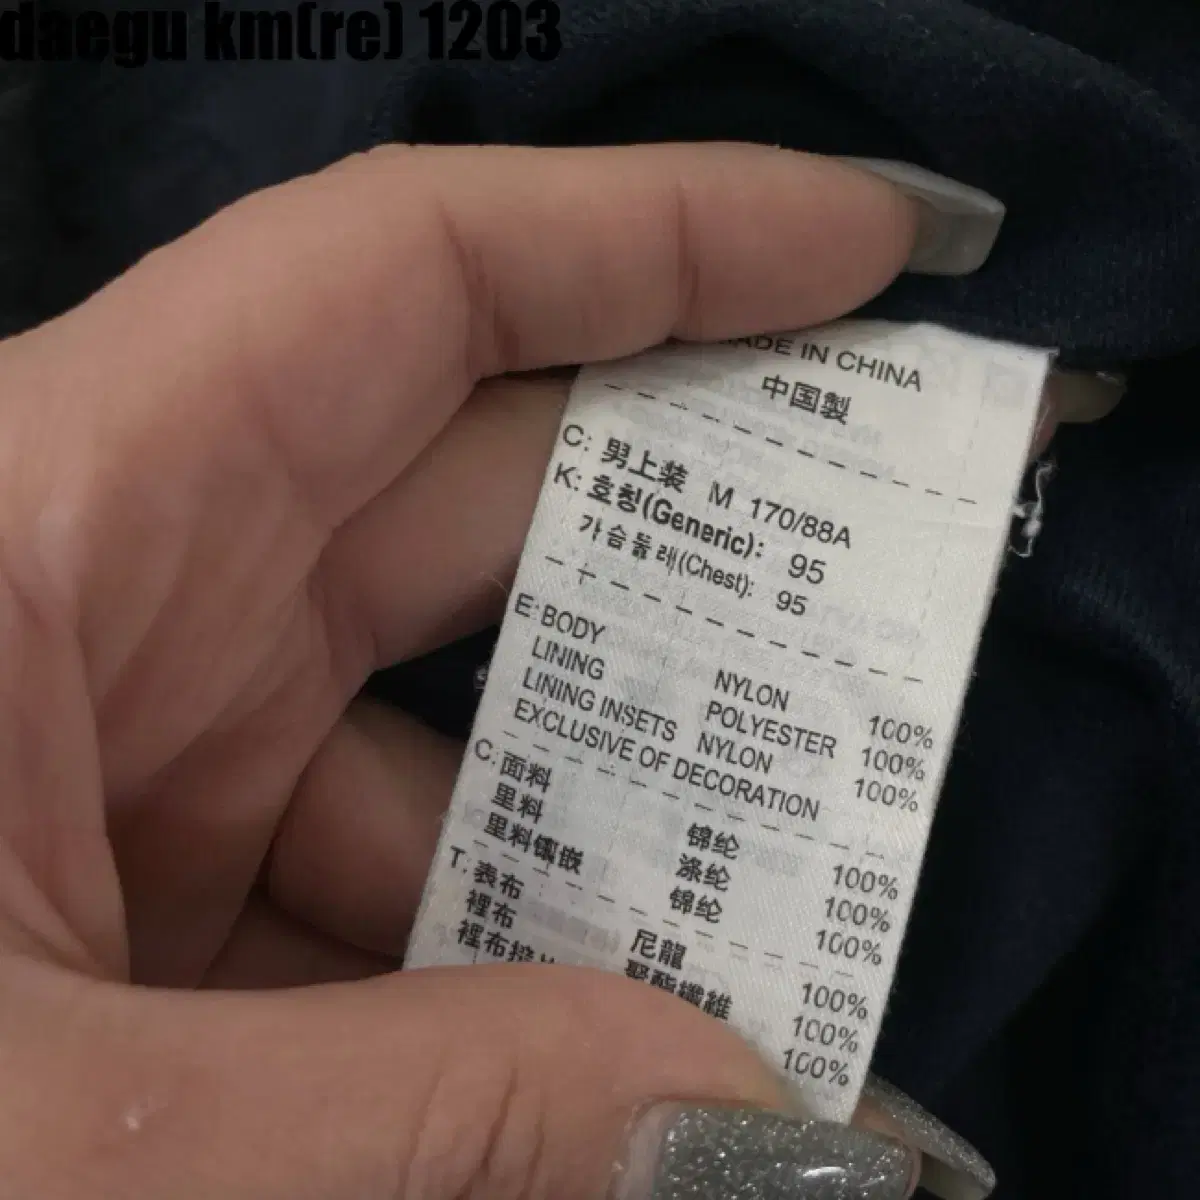 daegu km(re) 1203
MADE IN CHINA
中国製
C: 男上装 M 170/88A
K: 호칭(Generic): 95
가슴둘레(Chest): 95
E: BODY NYLON 100%
LINING POLYESTER 100%
LINING INSETS NYLON 100%
EXCLUSIVE OF DECORATION
C: 面料 锦纶 100%
里料 涤纶 100%
里料镶嵌 锦纶 100%
T: 表布 尼龍 100%
裡布 聚酯纖維 100%
裡布 100%